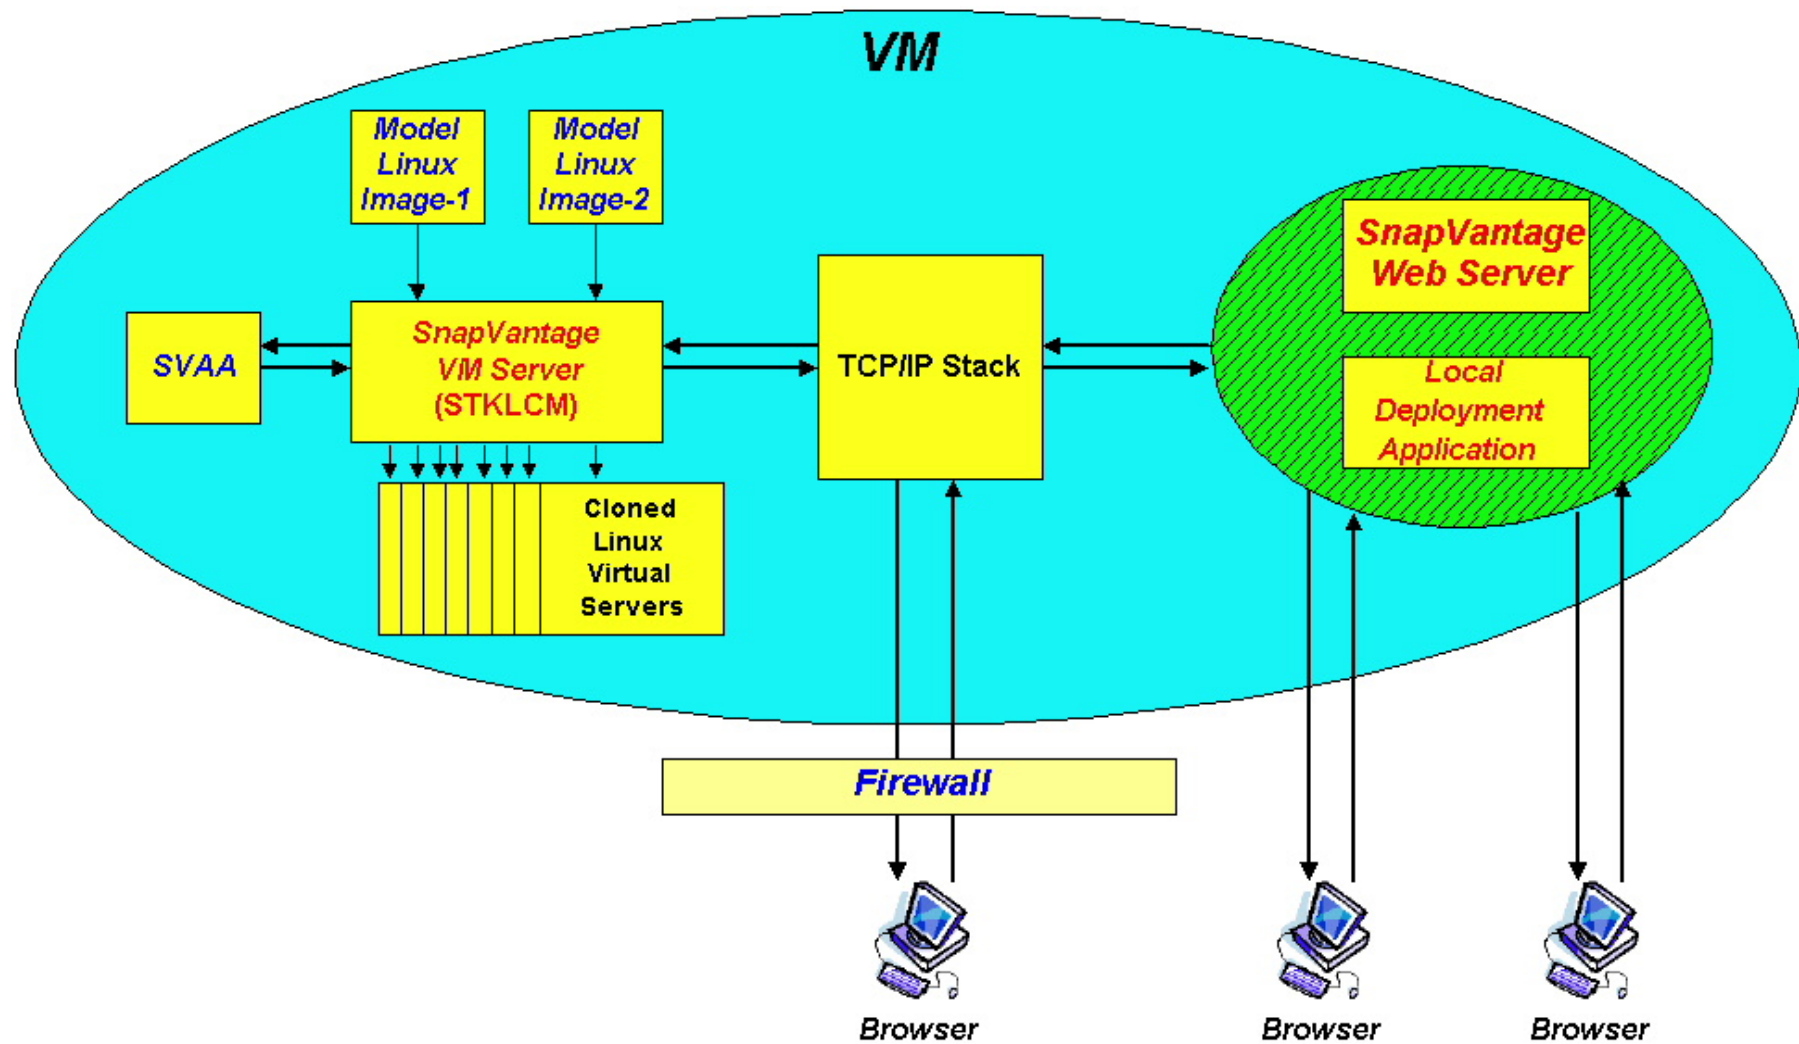 VM
Model
Linux
Image-1
Model
Linux
Image-2
SVAA
SnapVantage
VM Server
(STKLCM)
TCP/IP Stack
SnapVantage
Web Server
Local
Deployment
Application
Cloned
Linux
Virtual
Servers
Firewall
Browser
Browser
Browser